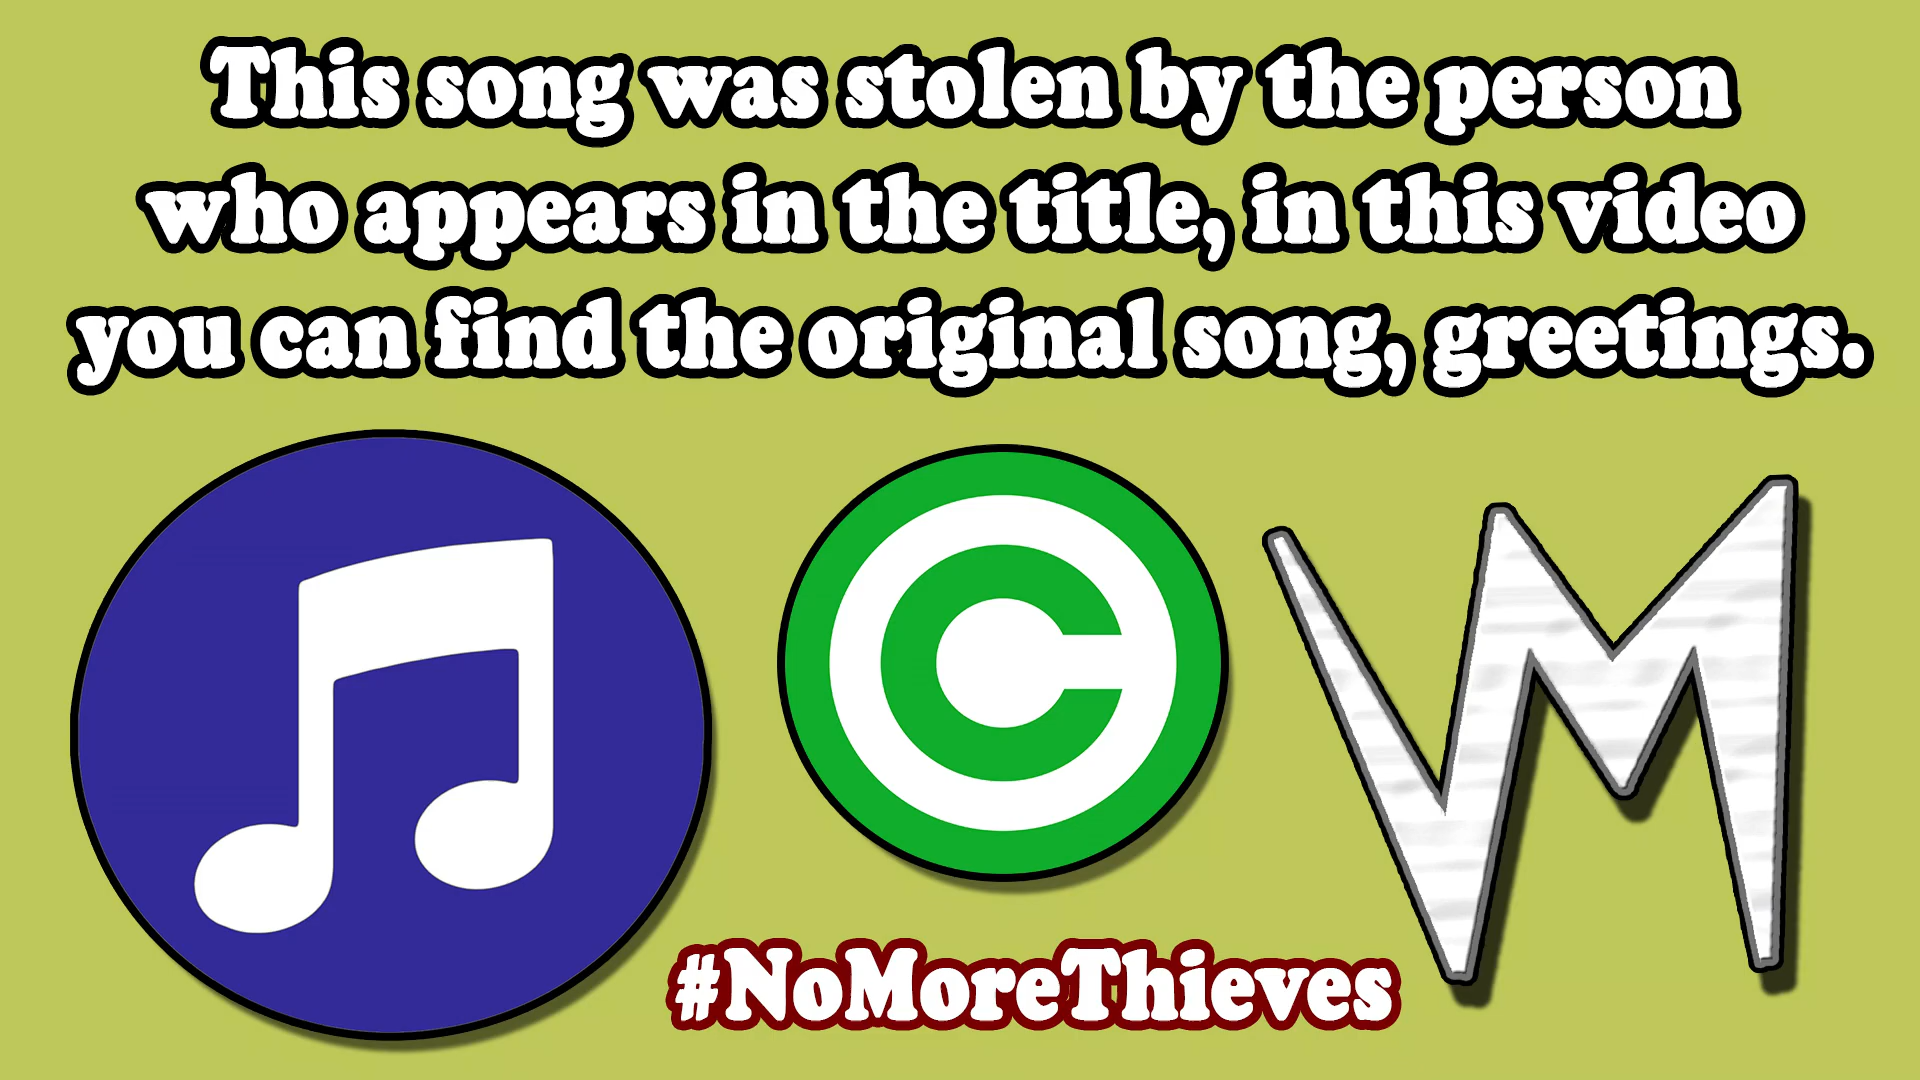 This song was stolen by the person
who appears in the title, in this video
you can find the original song, greetings.
C
VM
#NoMoreThieves